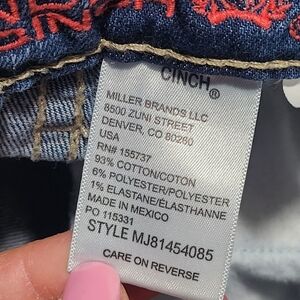 CINCH®
MILLER BRANDS LLC
8500 ZUNI STREET
DENVER, CO 80260
USA
RN# 155737
93% COTTON/COTON
6% POLYESTER/POLYESTER
1% ELASTANE/ELASTHANNE
MADE IN MEXICO
PO 115331
STYLE MJ81454085
CARE ON REVERSE